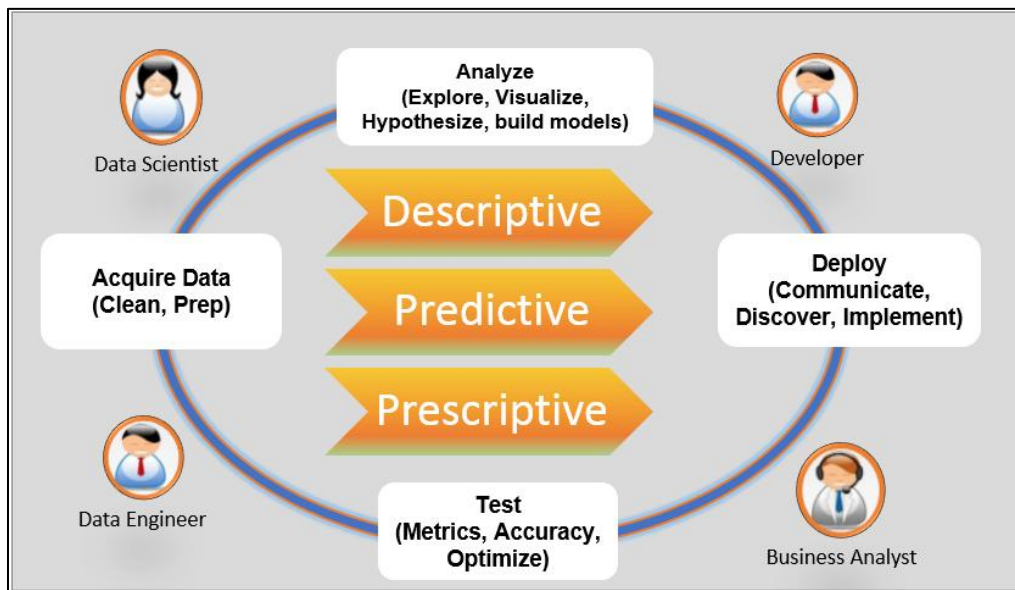 Analyze
(Explore, Visualize,
Hypothesize, build models)
Data Scientist
Developer
Descriptive
Acquire Data
(Clean, Prep)
Predictive
Deploy
(Communicate,
Discover, Implement)
Prescriptive
Data Engineer
Test
(Metrics, Accuracy,
Optimize)
Business Analyst